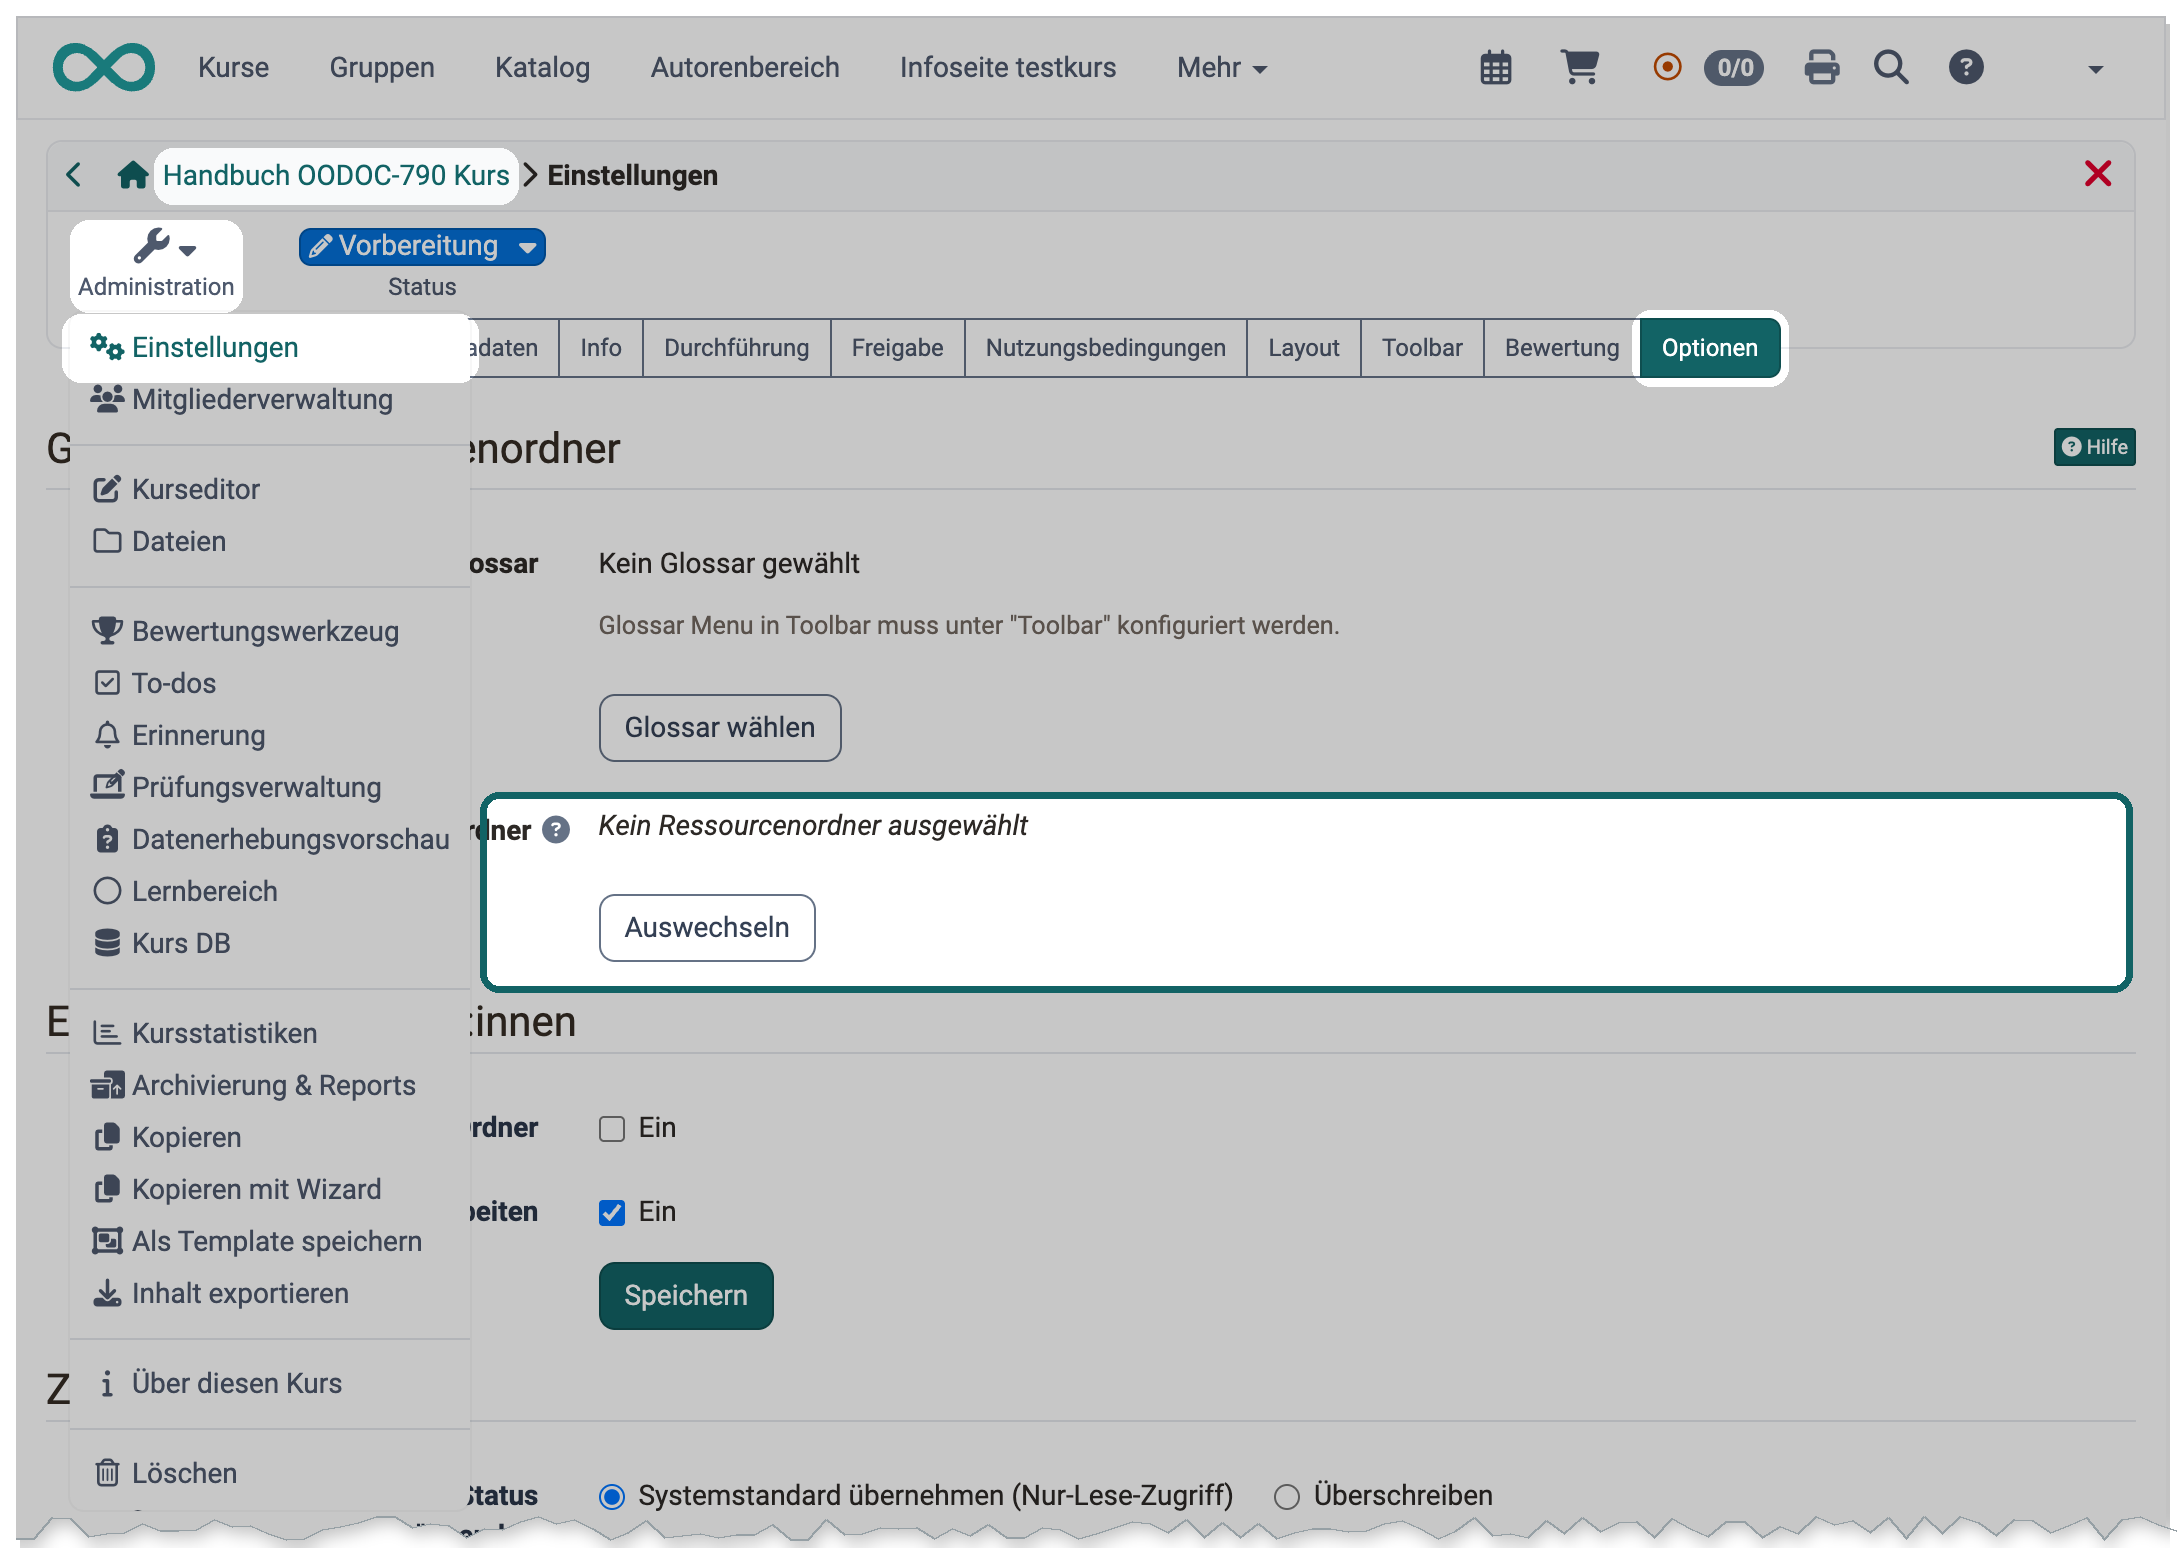 Kurse Gruppen Katalog Autorenbereich Infoseite testkurs Mehr 0/0 ?
Handbuch OODOC-790 Kurs Einstellungen
Administration
Vorbereitung
Status
Einstellungen
Mitgliederverwaltung
Kurseditor
Dateien
Bewertungswerkzeug
To-dos
Erinnerung
Prüfungsverwaltung
Datenerhebungsvorschau
Lernbereich
Kurs DB
Kursstatistiken
Archivierung & Reports
Kopieren
Kopieren mit Wizard
Als Template speichern
Inhalt exportieren
Über diesen Kurs
Löschen
adaten Info Durchführung Freigabe Nutzungsbedingungen Layout Toolbar Bewertung Optionen
G enordner
? Hilfe
ossar Kein Glossar gewählt
Glossar Menu in Toolbar muss unter "Toolbar" konfiguriert werden.
Glossar wählen
rdner ? Kein Ressourcenordner ausgewählt
Auswechseln
E :innen
rdner Ein
beiten Ein
Speichern
Z
Status Systemstandard übernehmen (Nur-Lese-Zugriff) Überschreiben